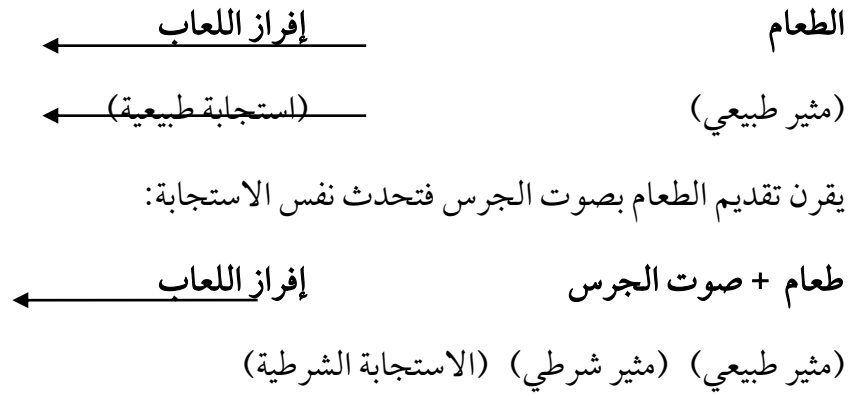 الطعام إفراز اللعاب
(مثير طبيعي) (استجابة طبيعية)
يقرن تقديم الطعام بصوت الجرس فتحدث نفس الاستجابة:
طعام + صوت الجرس إفراز اللعاب
(مثير طبيعي) (مثير شرطي) (الاستجابة الشرطية)